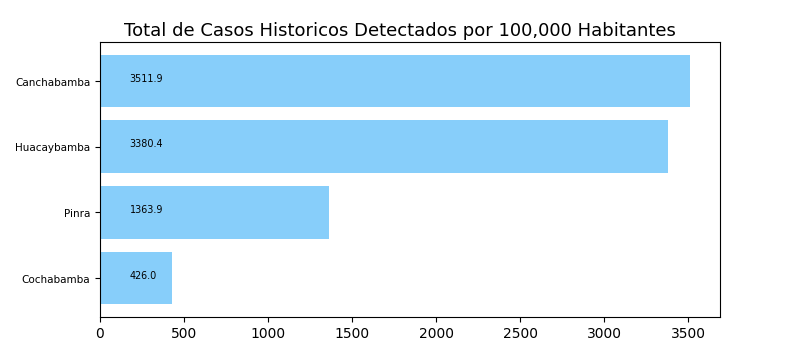 Total de Casos Historicos Detectados por 100,000 Habitantes
Canchabamba 3511.9
Huacaybamba 3380.4
Pinra 1363.9
Cochabamba 426.0
0 500 1000 1500 2000 2500 3000 3500